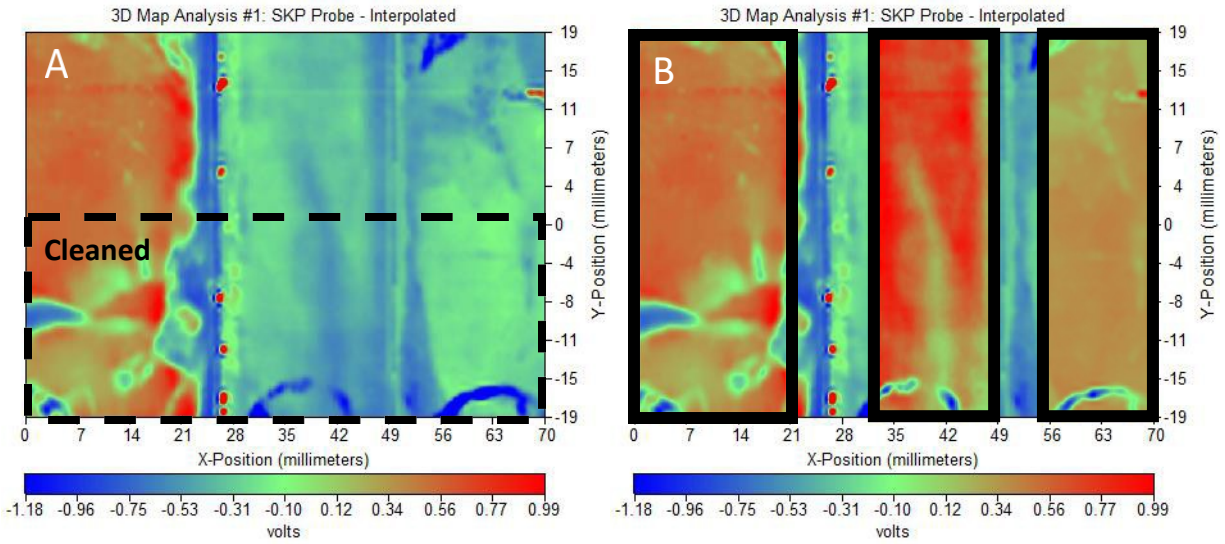 3D Map Analysis #1: SKP Probe - Interpolated
A
Cleaned
19
15
11
7
4
0
-4
-8
-11
-15
-19
Y-Position (millimeters)
0 7 14 21 28 35 42 49 56 63 70
X-Position (millimeters)
-1.18 -0.96 -0.75 -0.53 -0.31 -0.10 0.12 0.34 0.56 0.77 0.99
volts
3D Map Analysis #1: SKP Probe - Interpolated
B
19
15
11
7
4
0
-4
-8
-11
-15
-19
Y-Position (millimeters)
0 7 14 21 28 35 42 49 56 63 70
X-Position (millimeters)
-1.18 -0.96 -0.75 -0.53 -0.31 -0.10 0.12 0.34 0.56 0.77 0.99
volts